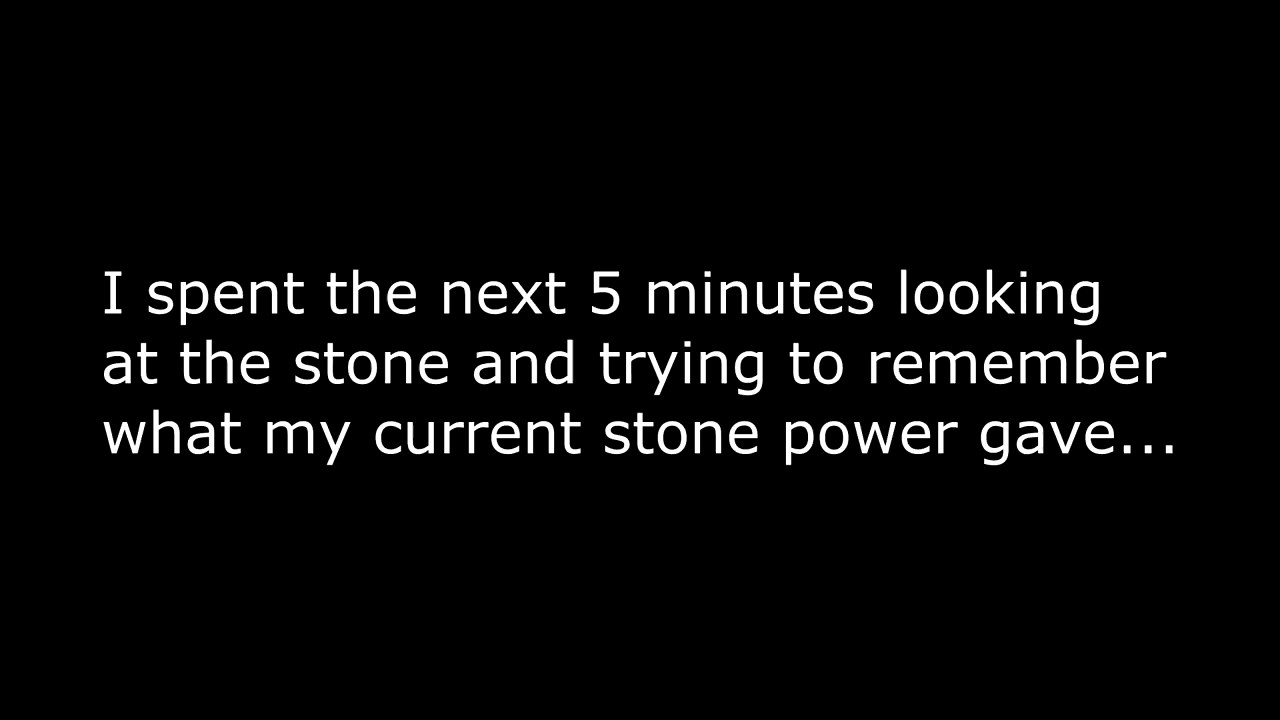 I spent the next 5 minutes looking
at the stone and trying to remember
what my current stone power gave...